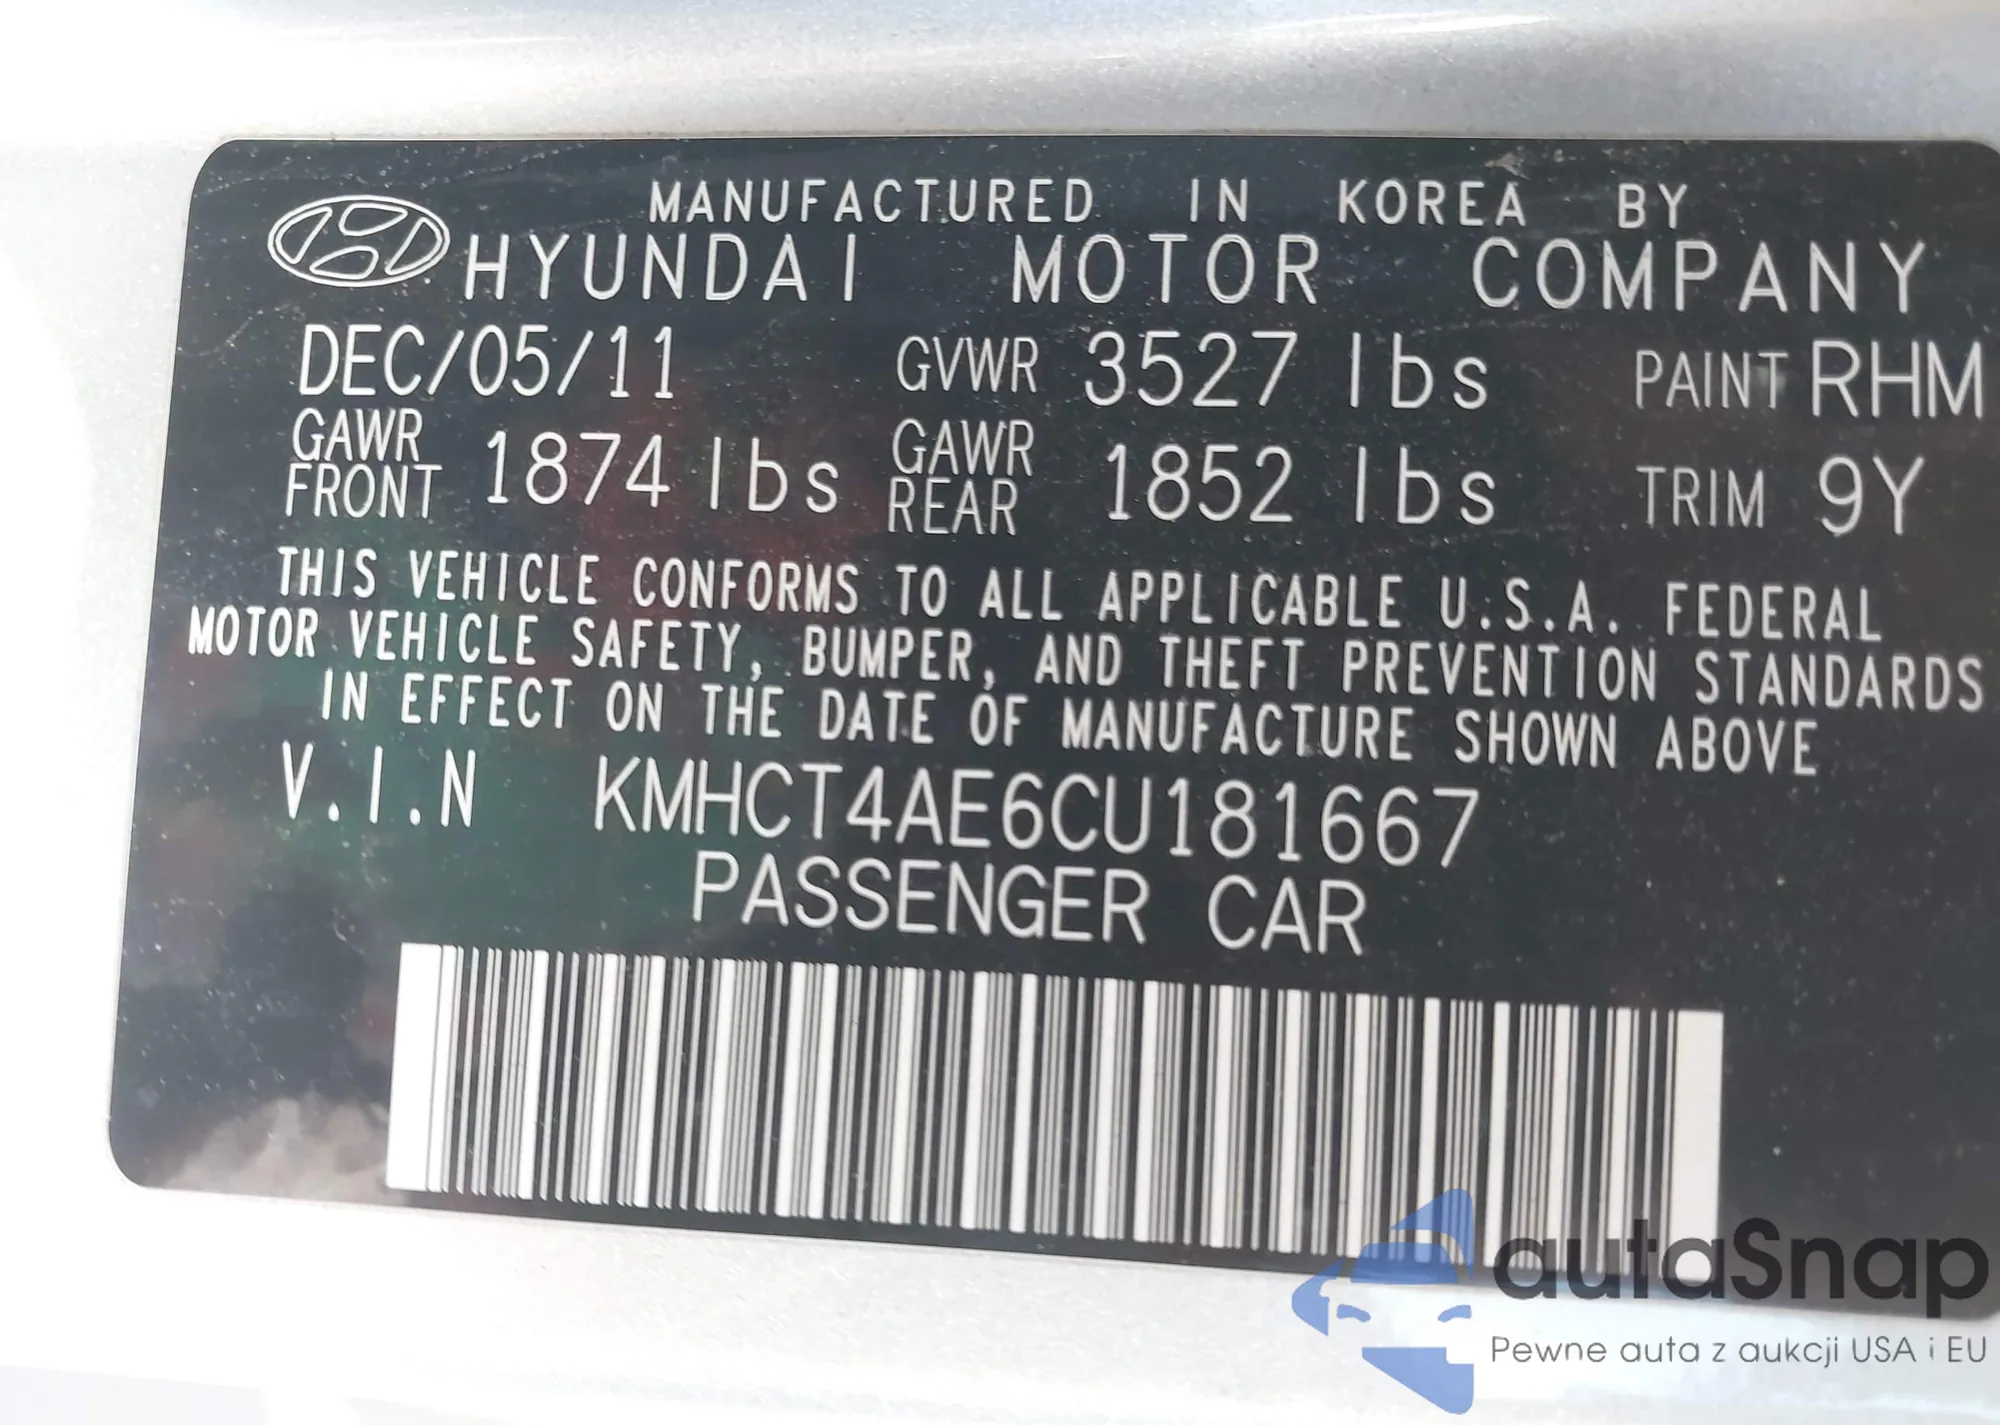 MANUFACTURED IN KOREA BY
HYUNDAI MOTOR COMPANY
DEC/05/11 GVWR 3527 lbs PAINT RHM
GAWR FRONT 1874 lbs GAWR REAR 1852 lbs TRIM 9Y
THIS VEHICLE CONFORMS TO ALL APPLICABLE U.S.A. FEDERAL
MOTOR VEHICLE SAFETY, BUMPER, AND THEFT PREVENTION STANDARDS
IN EFFECT ON THE DATE OF MANUFACTURE SHOWN ABOVE
V.I.N KMHCT4AE6CU181667
PASSENGER CAR
autaSnap
Pewne auta z aukcji USA i EU